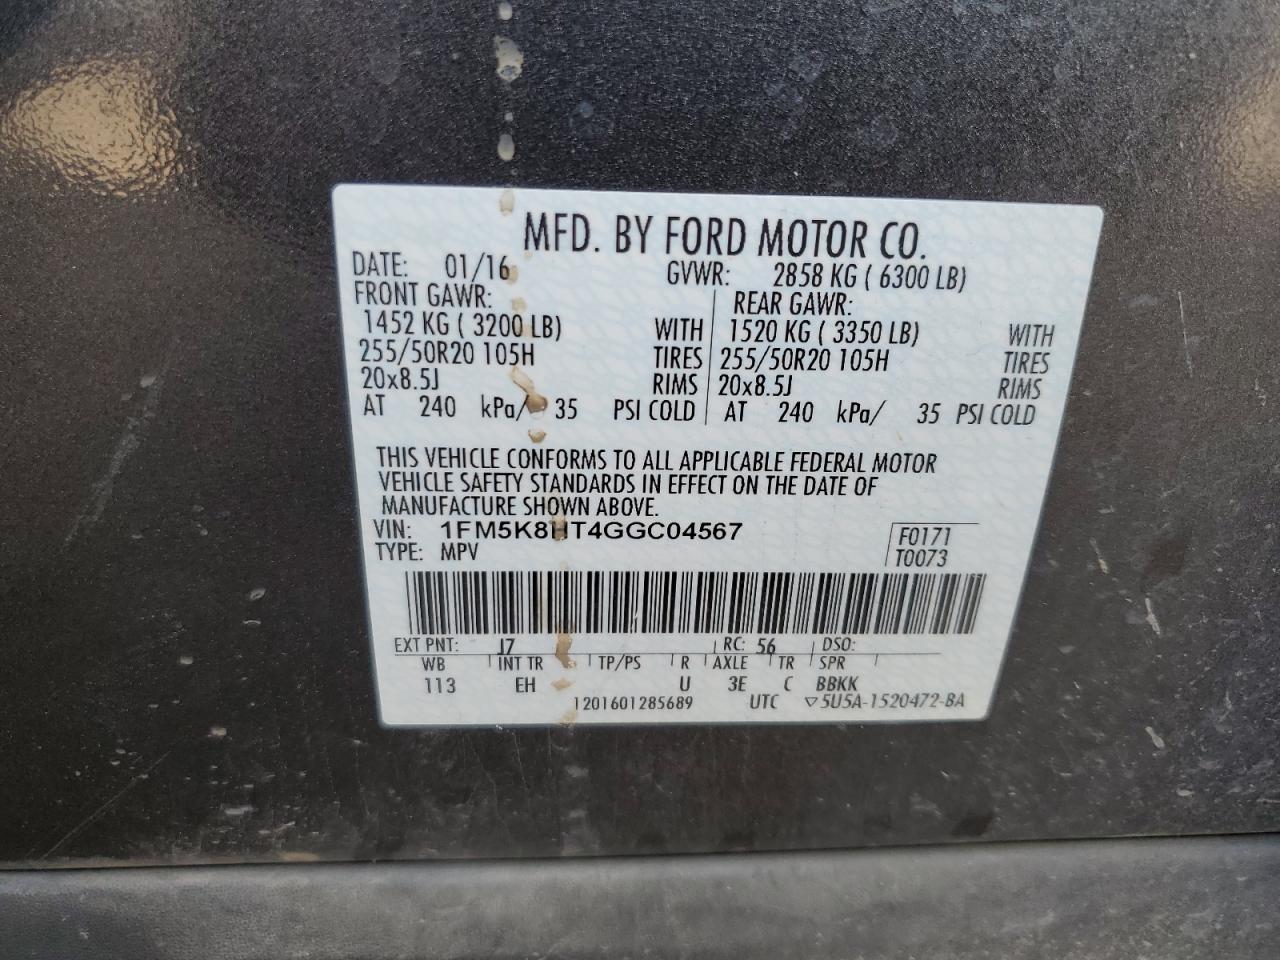 MFD. BY FORD MOTOR CO.
DATE: 01/16 GVWR: 2858 KG ( 6300 LB)
FRONT GAWR: REAR GAWR:
1452 KG ( 3200 LB) WITH 1520 KG ( 3350 LB) WITH
255/50R20 105H TIRES 255/50R20 105H TIRES
20x8.5J RIMS 20x8.5J RIMS
AT 240 kPa/ 35 PSI COLD AT 240 kPa/ 35 PSI COLD
THIS VEHICLE CONFORMS TO ALL APPLICABLE FEDERAL MOTOR
VEHICLE SAFETY STANDARDS IN EFFECT ON THE DATE OF
MANUFACTURE SHOWN ABOVE.
VIN: 1FM5K8HT4GGC04567 F0171
TYPE: MPV T0073
EXT PNT: J7 RC: 56 DSO:
WB INT TR TP/PS R AXLE TR SPR
113 EH U 3E C BBKK
1201601285689 UTC ▽5U5A-1520472-BA